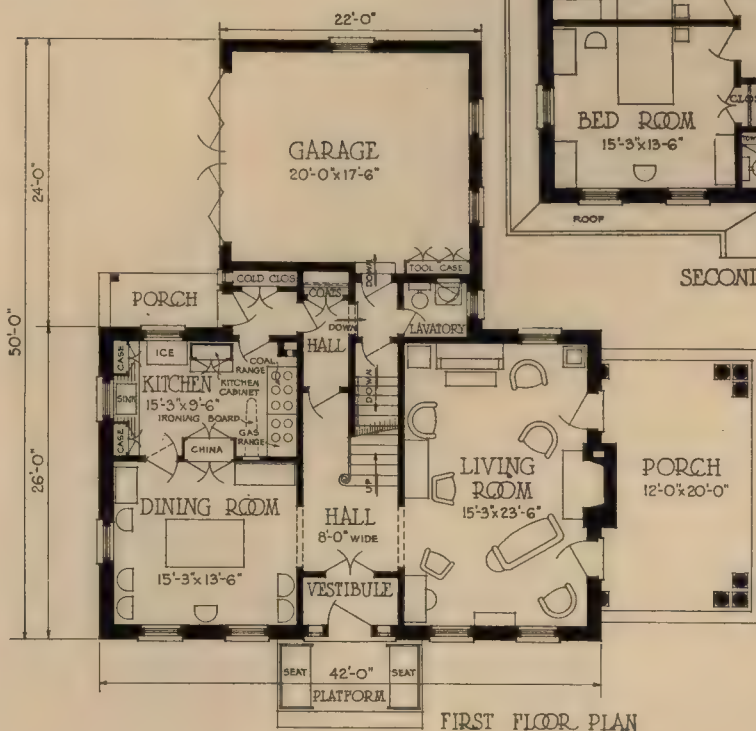 22'-0"
24'-0"
50'-0"
26'-0"
GARAGE
20'-0"x17'-6"
TOOL CASE
DOWN
BED ROOM
15'-3"x13'-6"
ROOF
SECOND
PORCH
COLD CLOS
COATS
DOWN
HALL
LAVATORY
DOWN
CASE
ICE
COAL
RANGE
KITCHEN
KITCHEN
CABINET
15'-3"x9'-6"
SINK
IRONING BOARD
GAS
RANGE
CASE
CHINA
UP
DINING ROOM
15'-3"x13'-6"
HALL
8'-0" WIDE
LIVING
ROOM
15'-3"x23'-6"
PORCH
12'-0"x20'-0"
VESTIBULE
SEAT
42'-0"
SEAT
PLATFORM
FIRST FLOOR PLAN